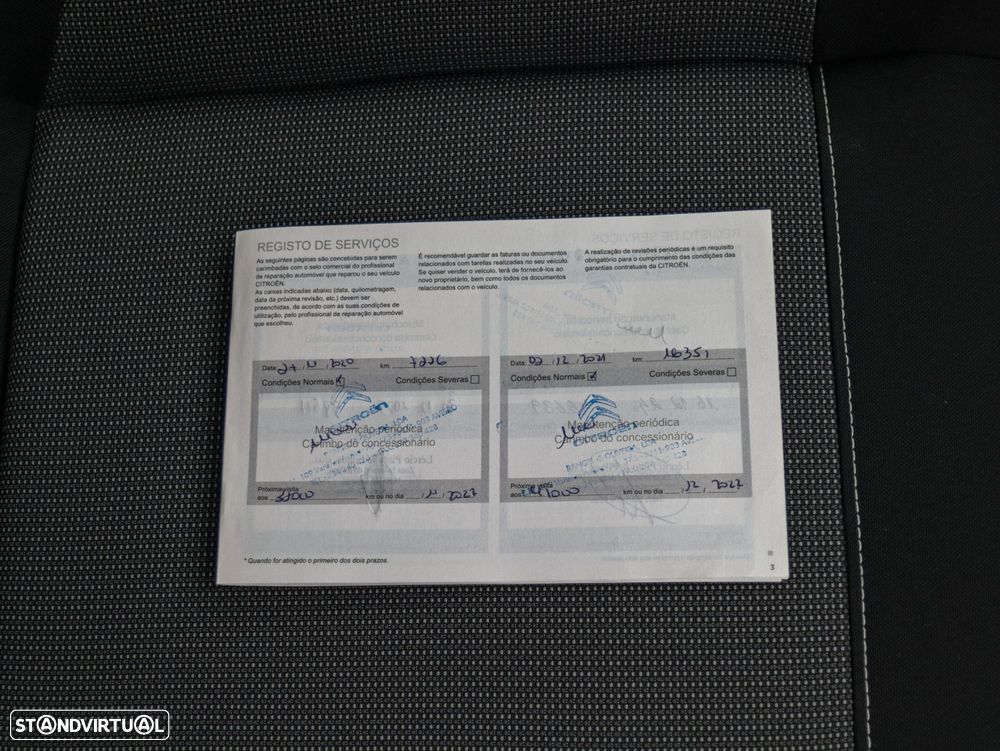 REGISTO DE SERVIÇOS
As seguintes páginas são concebidas para serem
carimbadas com o selo comercial do profissional
de reparação automóvel que reparou o seu veículo
CITROËN.
As caixas indicadas abaixo (data, quilometragem,
data da próxima revisão, etc.) devem ser
preenchidas, de acordo com as suas condições de
utilização, pelo profissional de reparação automóvel
que escolheu.
É recomendável guardar as faturas ou documentos
relacionados com tarefas realizadas no seu veículo.
Se quiser vender o veículo, terá de fornecê-los ao
novo proprietário, bem como todos os documentos
relacionados com o veículo.
A realização de revisões periódicas é um requisito
obrigatório para o cumprimento das condições das
garantias contratuais da CITROËN.
Data: km: 7226
Condições Normais Condições Severas
CITROËN
Manutenção periódica
Carimbo do concessionário
Próxima visita
aos km ou no dia 2022
Data: 02, 12, 2021 km: 16351
Condições Normais Condições Severas
CITROËN
Manutenção periódica
Carimbo do concessionário
Próxima visita
aos 41000 km ou no dia 12, 2022
* Quando for atingido o primeiro dos dois prazos.
3
STANDVIRTUAL